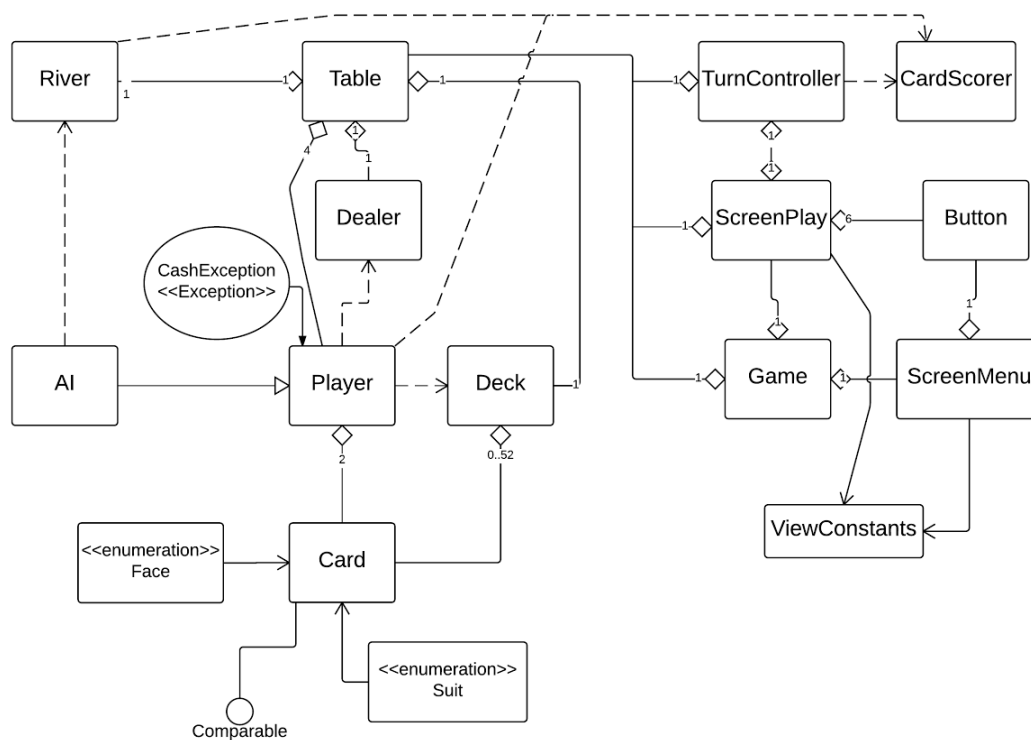 River
Table
TurnController
CardScorer
1
1
1
1
4
1
1
1
1
Dealer
ScreenPlay
Button
1
6
CashException
<<Exception>>
1
1
AI
Player
Deck
1
1
Game
1
ScreenMenu
2
0..52
ViewConstants
<<enumeration>>
Face
Card
<<enumeration>>
Suit
Comparable